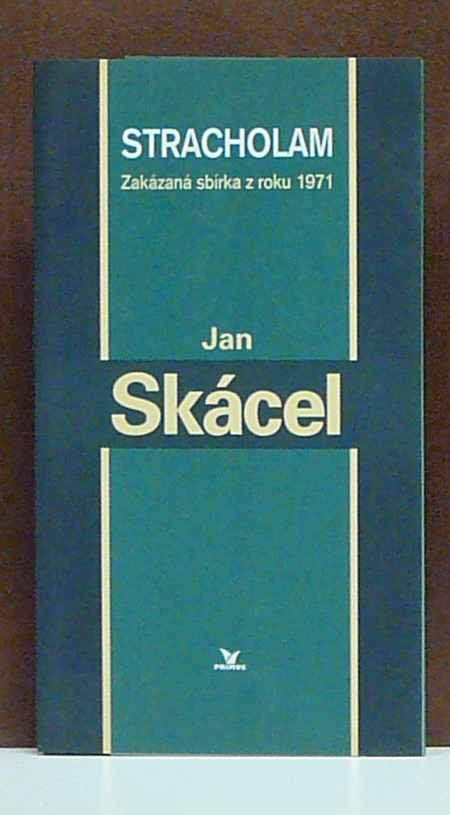 STRACHOLAM
Zakázaná sbírka z roku 1971
Jan
Skácel
PRIMUS